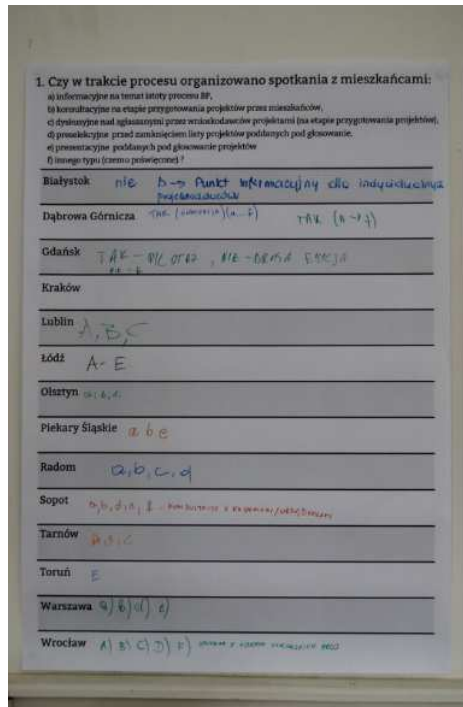 1. Czy w trakcie procesu organizowano spotkania z mieszkańcami:
a) informacyjne na temat istoty procesu BP,
b) konsultacyjne na etapie przygotowania projektów przez mieszkańców,
c) dyskusyjne nad zgłaszonymi przez wnioskodawców projektami (na etapie przygotowania projektów),
d) preselekcyjne przed zamknięciem listy projektów poddanych pod głosowanie,
e) prezentacyjne poddanych pod głosowanie projektów
f) innego typu (czemu poświęcone) ?
Białystok nie b → Punkt informacyjny dla indywidualnych
projektodawców
Dąbrowa Górnicza TAK (a...f) TAK (a → f)
Gdańsk TAK - , NIE - DRUGA EDYCJA
Kraków
Lublin A, B, C
Łódź A - E
Olsztyn a, b, d,
Piekary Śląskie a b e
Radom a, b, c, d
Sopot a, b, d,
Tarnów
Toruń E
Warszawa a) b) d) e)
Wrocław A) B) C) D) F)